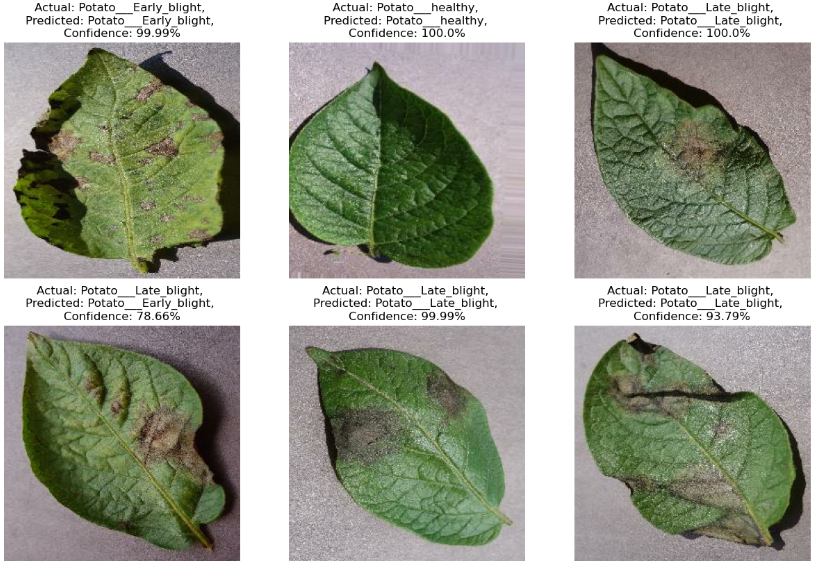 Actual: Potato___Early_blight,
Predicted: Potato___Early_blight,
Confidence: 99.99%
Actual: Potato___healthy,
Predicted: Potato___healthy,
Confidence: 100.0%
Actual: Potato___Late_blight,
Predicted: Potato___Late_blight,
Confidence: 100.0%
Actual: Potato___Late_blight,
Predicted: Potato___Early_blight,
Confidence: 78.66%
Actual: Potato___Late_blight,
Predicted: Potato___Late_blight,
Confidence: 99.99%
Actual: Potato___Late_blight,
Predicted: Potato___Late_blight,
Confidence: 93.79%